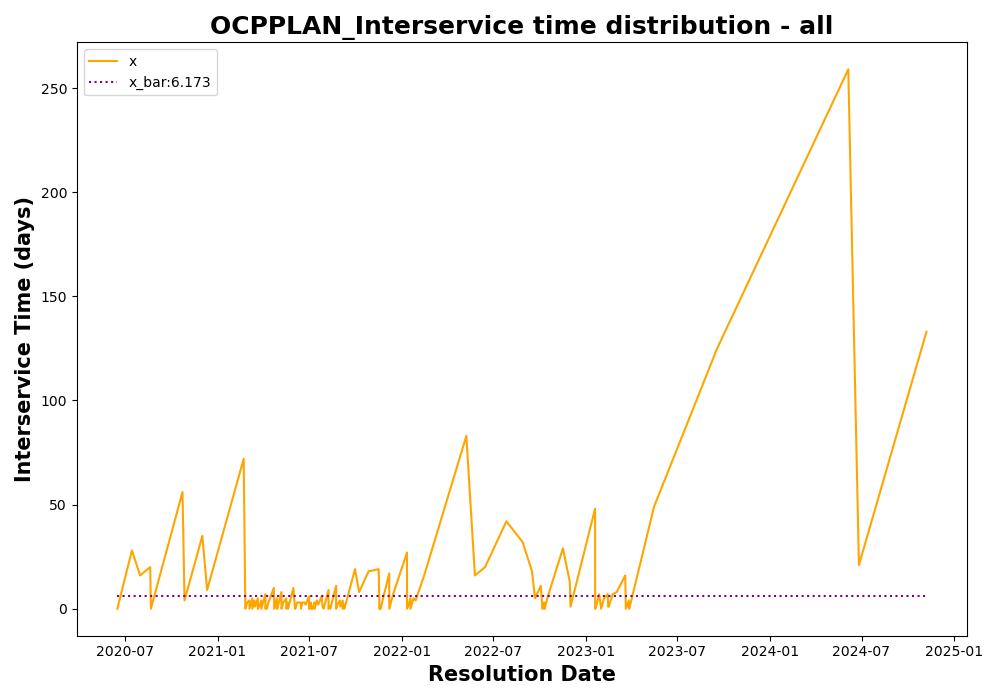 OCPPLAN_Interservice time distribution - all
x
x_bar:6.173
Interservice Time (days)
250
200
150
100
50
0
2020-07 2021-01 2021-07 2022-01 2022-07 2023-01 2023-07 2024-01 2024-07 2025-01
Resolution Date